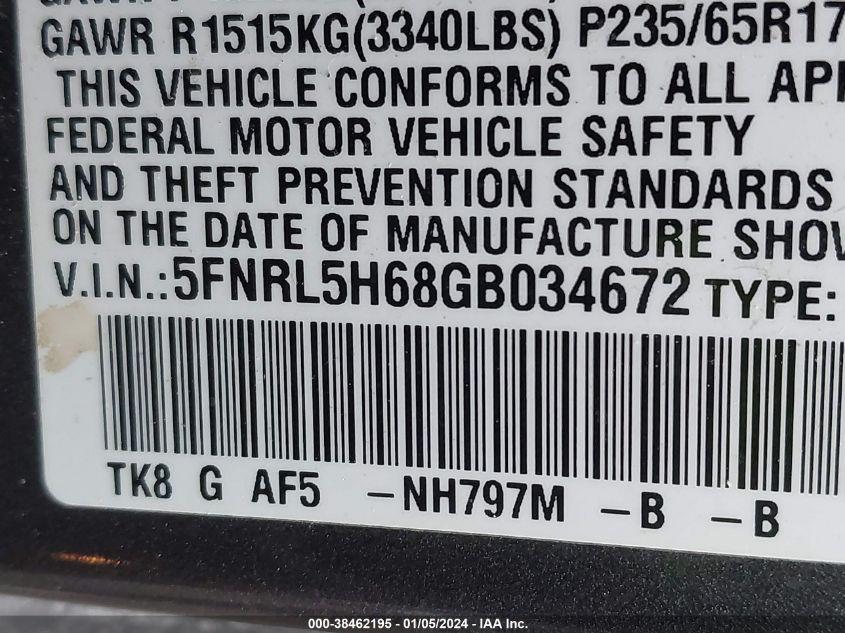 GAWR R1515KG(3340LBS) P235/65R17
THIS VEHICLE CONFORMS TO ALL
FEDERAL MOTOR VEHICLE SAFETY
AND THEFT PREVENTION STANDARDS
ON THE DATE OF MANUFACTURE
V.I.N.:5FNRL5H68GB034672 TYPE:
TK8 G AF5 -NH797M -B -B
000-38462195 - 01/05/2024 - IAA Inc.